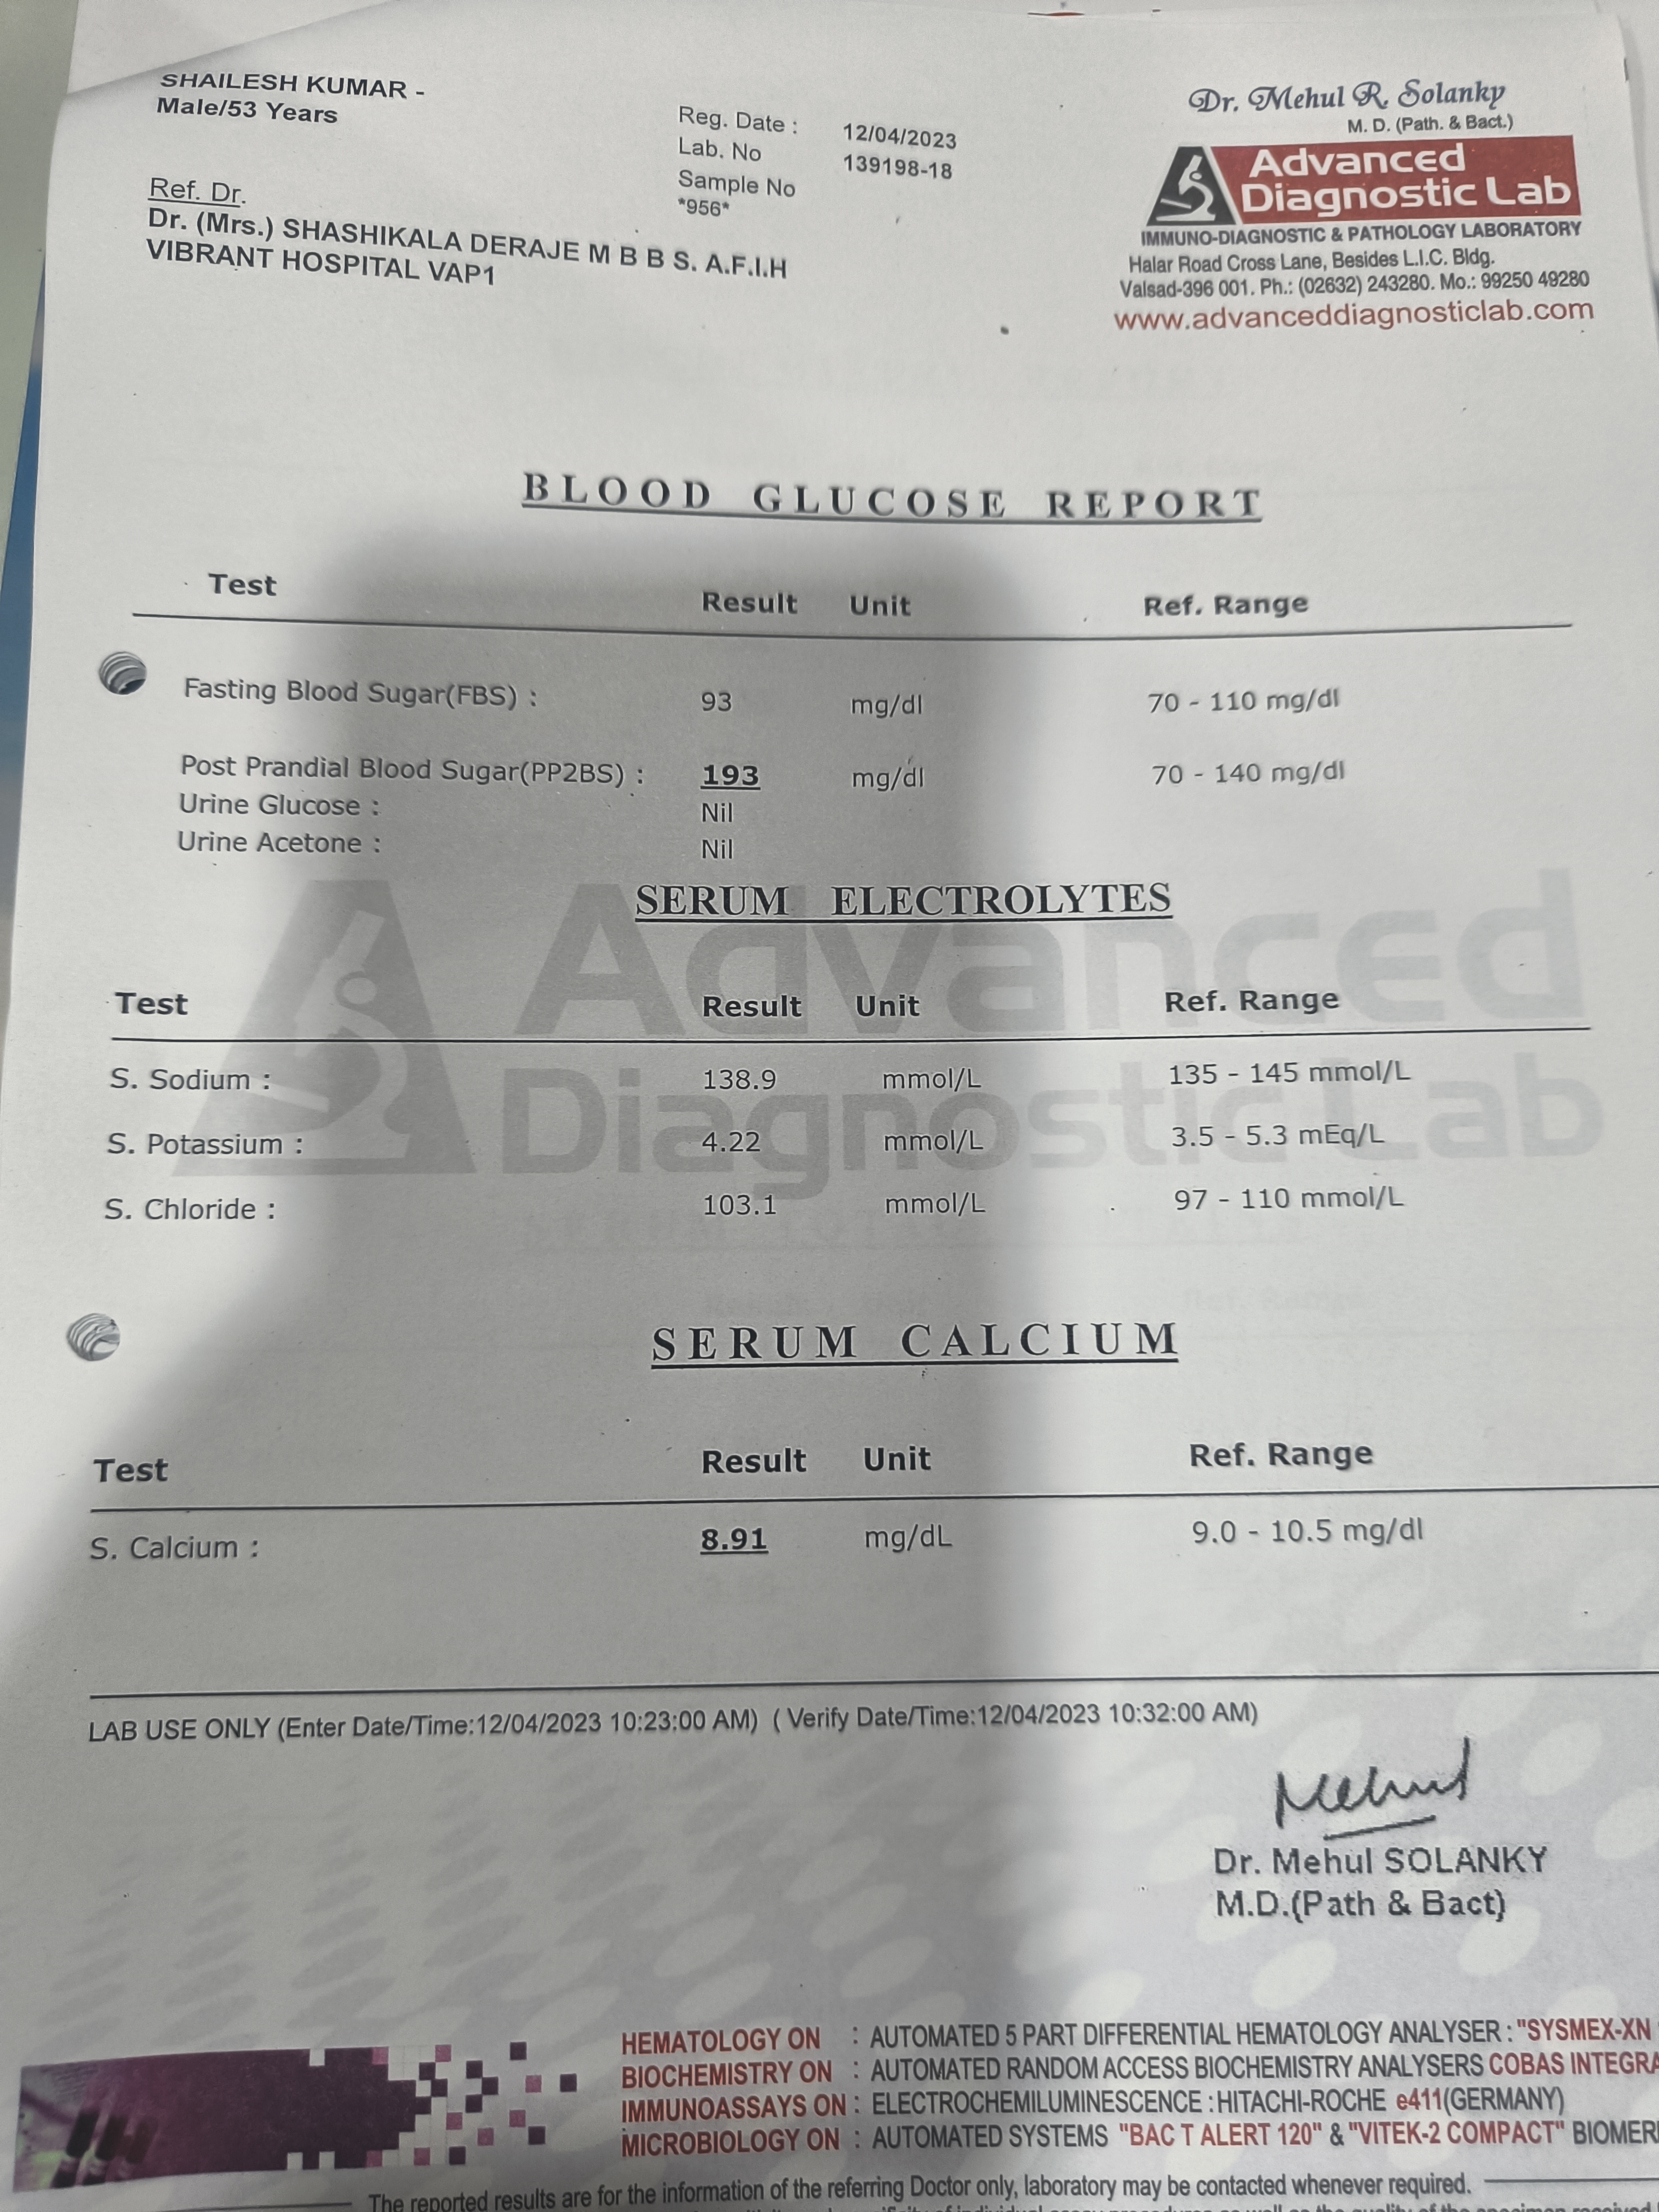 SHAILESH KUMAR -
Male/53 Years
Ref. Dr.
Dr. (Mrs.) SHASHIKALA DERAJE M B B S. A.F.I.H
VIBRANT HOSPITAL VAP1
Reg. Date : 12/04/2023
Lab. No 139198-18
Sample No
*956*
Dr. Mehul R. Solanky
M. D. (Path. & Bact.)
Advanced
Diagnostic Lab
IMMUNO-DIAGNOSTIC & PATHOLOGY LABORATORY
Halar Road Cross Lane, Besides L.I.C. Bldg.
Valsad-396 001. Ph.: (02632) 243280. Mo.: 99250 49280
www.advanceddiagnosticlab.com
BLOOD GLUCOSE REPORT
Test Result Unit Ref. Range
Fasting Blood Sugar(FBS) : 93 mg/dl 70 - 110 mg/dl
Post Prandial Blood Sugar(PP2BS) : 193 mg/dl 70 - 140 mg/dl
Urine Glucose : Nil
Urine Acetone : Nil
SERUM ELECTROLYTES
Test Result Unit Ref. Range
S. Sodium : 138.9 mmol/L 135 - 145 mmol/L
S. Potassium : 4.22 mmol/L 3.5 - 5.3 mEq/L
S. Chloride : 103.1 mmol/L 97 - 110 mmol/L
Advanced
Diagnostic Lab
SERUM CALCIUM
Test Result Unit Ref. Range
S. Calcium : 8.91 mg/dL 9.0 - 10.5 mg/dl
LAB USE ONLY (Enter Date/Time:12/04/2023 10:23:00 AM) ( Verify Date/Time:12/04/2023 10:32:00 AM)
Mehul
Dr. Mehul SOLANKY
M.D.(Path & Bact)
HEMATOLOGY ON : AUTOMATED 5 PART DIFFERENTIAL HEMATOLOGY ANALYSER : "SYSMEX-XN
BIOCHEMISTRY ON : AUTOMATED RANDOM ACCESS BIOCHEMISTRY ANALYSERS COBAS INTEGRA
IMMUNOASSAYS ON : ELECTROCHEMILUMINESCENCE : HITACHI-ROCHE e411(GERMANY)
MICROBIOLOGY ON : AUTOMATED SYSTEMS "BAC T ALERT 120" & "VITEK-2 COMPACT" BIOMER
The reported results are for the information of the referring Doctor only, laboratory may be contacted whenever required.